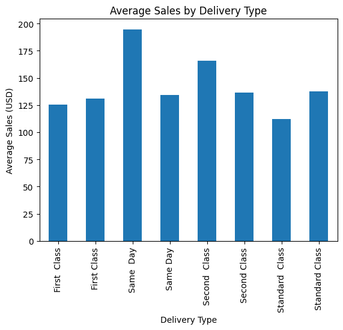 Average Sales by Delivery Type
Average Sales (USD)
200
175
150
125
100
75
50
25
0
First  Class
First Class
Same  Day
Same Day
Second  Class
Second Class
Standard  Class
Standard Class
Delivery Type